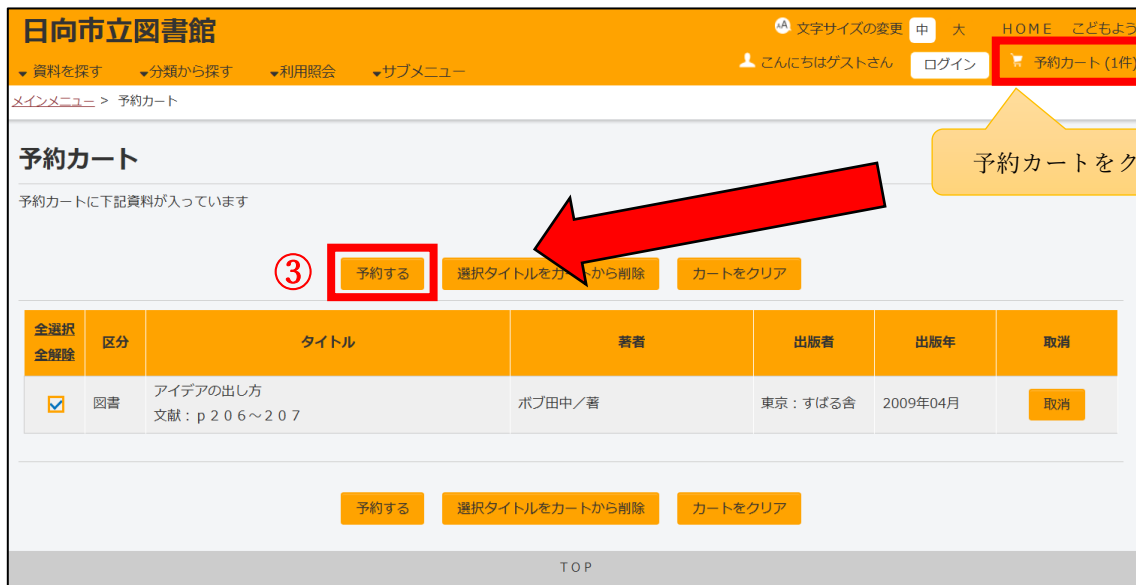 日向市立図書館
文字サイズの変更 中 大 HOME こどもよう
▼資料を探す ▼分類から探す ▼利用照会 ▼サブメニュー
こんにちはゲストさん ログイン 予約カート (1件)
メインメニュー > 予約カート
予約カートをク
予約カート
予約カートに下記資料が入っています
③ 予約する 選択タイトルをカートから削除 カートをクリア
全選択
全解除 区分 タイトル 著者 出版者 出版年 取消
図書 アイデアの出し方 ボブ田中／著 東京：すばる舎 2009年04月 取消
文献：ｐ２０６～２０７
予約する 選択タイトルをカートから削除 カートをクリア
TOP